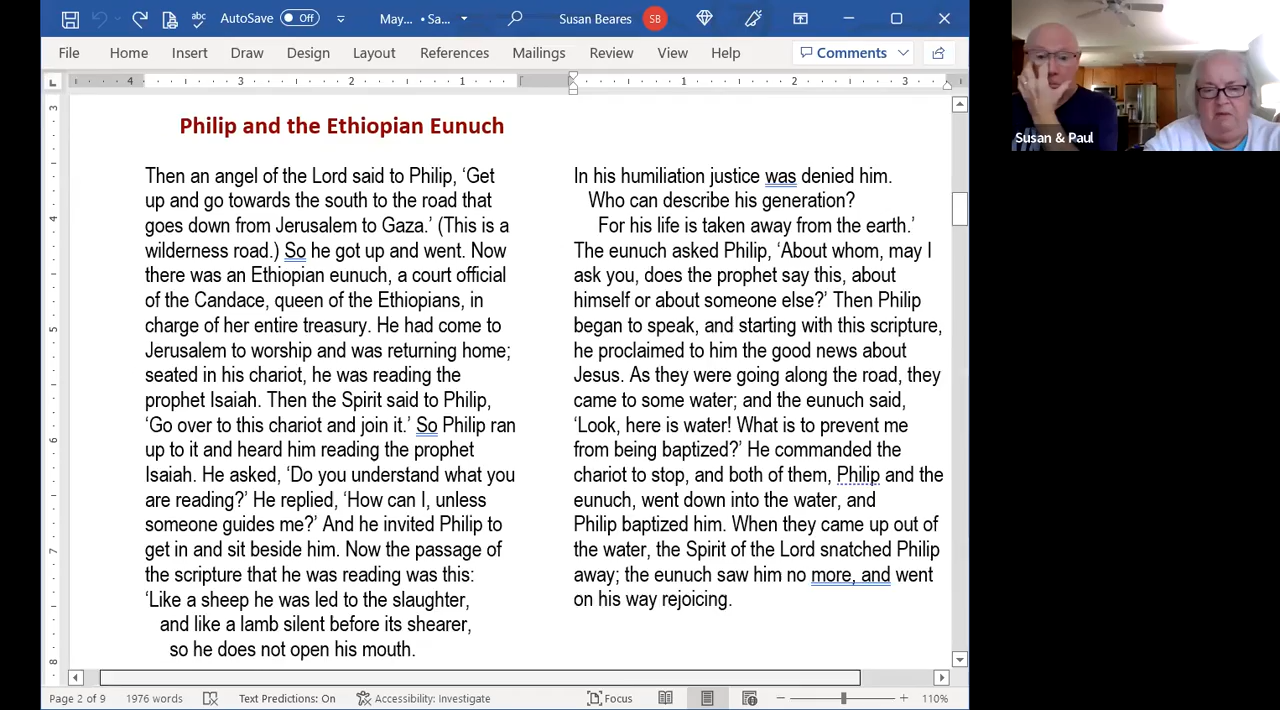 AutoSave Off May... • Sa... Susan Beares SB
File Home Insert Draw Design Layout References Mailings Review View Help Comments
4 3 2 1 1 2 3
3
4
5
6
7
8
Philip and the Ethiopian Eunuch
Then an angel of the Lord said to Philip, ‘Get
up and go towards the south to the road that
goes down from Jerusalem to Gaza.’ (This is a
wilderness road.) So he got up and went. Now
there was an Ethiopian eunuch, a court official
of the Candace, queen of the Ethiopians, in
charge of her entire treasury. He had come to
Jerusalem to worship and was returning home;
seated in his chariot, he was reading the
prophet Isaiah. Then the Spirit said to Philip,
‘Go over to this chariot and join it.’ So Philip ran
up to it and heard him reading the prophet
Isaiah. He asked, ‘Do you understand what you
are reading?’ He replied, ‘How can I, unless
someone guides me?’ And he invited Philip to
get in and sit beside him. Now the passage of
the scripture that he was reading was this:
‘Like a sheep he was led to the slaughter,
and like a lamb silent before its shearer,
so he does not open his mouth.
In his humiliation justice was denied him.
Who can describe his generation?
For his life is taken away from the earth.’
The eunuch asked Philip, ‘About whom, may I
ask you, does the prophet say this, about
himself or about someone else?’ Then Philip
began to speak, and starting with this scripture,
he proclaimed to him the good news about
Jesus. As they were going along the road, they
came to some water; and the eunuch said,
‘Look, here is water! What is to prevent me
from being baptized?’ He commanded the
chariot to stop, and both of them, Philip and the
eunuch, went down into the water, and
Philip baptized him. When they came up out of
the water, the Spirit of the Lord snatched Philip
away; the eunuch saw him no more, and went
on his way rejoicing.
Page 2 of 9 1976 words Text Predictions: On Accessibility: Investigate Focus 110%
Susan & Paul